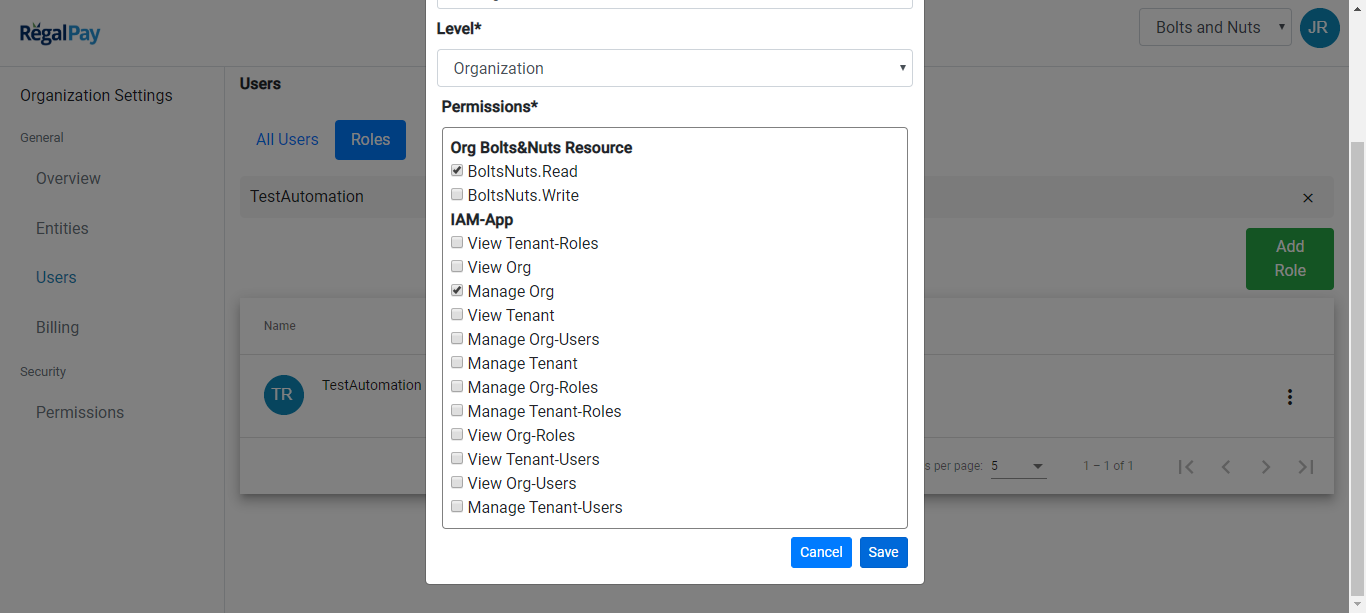 RegalPay
Bolts and Nuts
JR
Organization Settings
General
Overview
Entities
Users
Billing
Security
Permissions
Users
All Users
Roles
TestAutomation
Add
Role
Name
TR
TestAutomation
per page:
5
1 – 1 of 1
Level*
Organization
Permissions*
Org Bolts&Nuts Resource
BoltsNuts.Read
BoltsNuts.Write
IAM-App
View Tenant-Roles
View Org
Manage Org
View Tenant
Manage Org-Users
Manage Tenant
Manage Org-Roles
Manage Tenant-Roles
View Org-Roles
View Tenant-Users
View Org-Users
Manage Tenant-Users
Cancel
Save